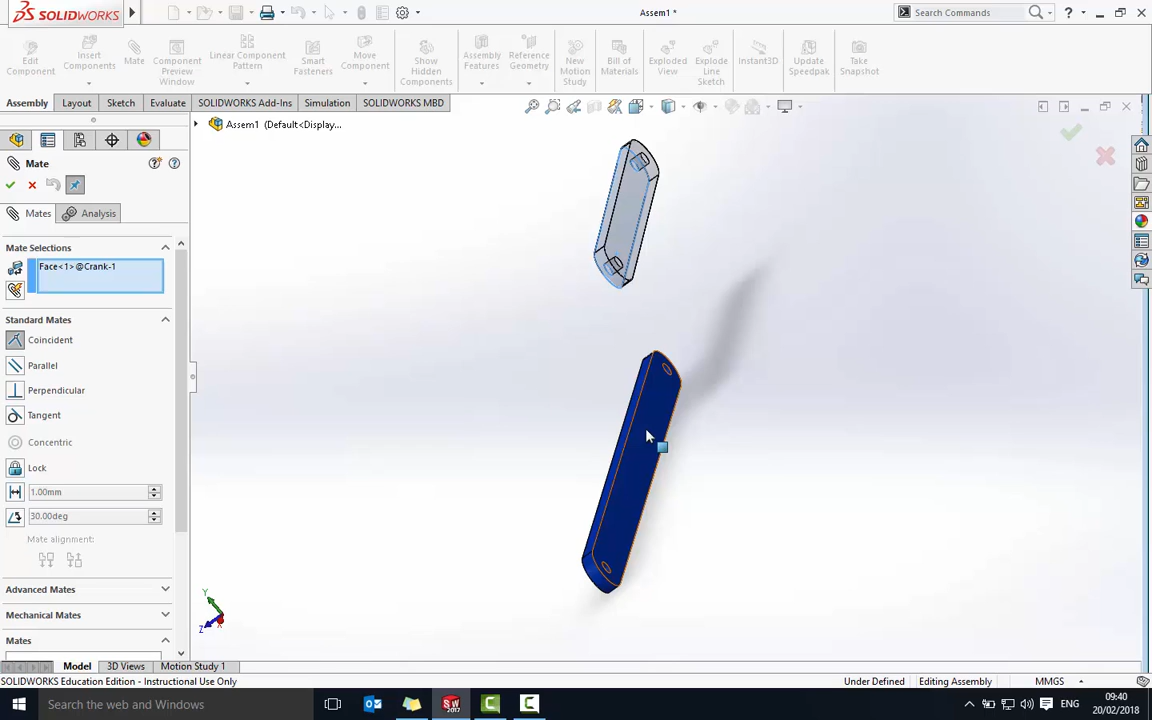 SOLIDWORKS
Assem1 *
Search Commands
Edit Component
Insert Components
Mate
Component Preview Window
Linear Component Pattern
Smart Fasteners
Move Component
Show Hidden Components
Assembly Features
Reference Geometry
New Motion Study
Bill of Materials
Exploded View
Explode Line Sketch
Instant3D
Update Speedpak
Take Snapshot
Assembly
Layout
Sketch
Evaluate
SOLIDWORKS Add-Ins
Simulation
SOLIDWORKS MBD
Assem1 (Default<Display...
Mate
Mates
Analysis
Mate Selections
Face<1>@Crank-1
Standard Mates
Coincident
Parallel
Perpendicular
Tangent
Concentric
Lock
1.00mm
30.00deg
Mate alignment:
Advanced Mates
Mechanical Mates
Mates
Y
Z
X
Model
3D Views
Motion Study 1
SOLIDWORKS Education Edition - Instructional Use Only
Under Defined
Editing Assembly
MMGS
Search the web and Windows
SW
2017
C
C
ENG
09:40
20/02/2018